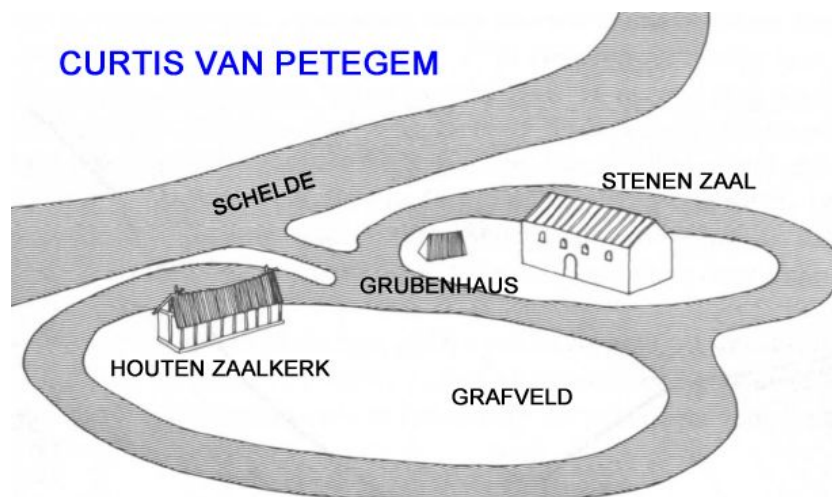 CURTIS VAN PETEGEM
SCHELDE
STENEN ZAAL
GRUBENHAUS
HOUTEN ZAALKERK
GRAFVELD